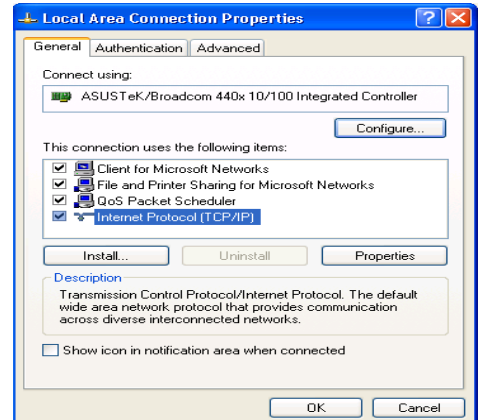 Local Area Connection Properties
General Authentication Advanced
Connect using:
ASUSTeK/Broadcom 440x 10/100 Integrated Controller
Configure...
This connection uses the following items:
Client for Microsoft Networks
File and Printer Sharing for Microsoft Networks
QoS Packet Scheduler
Internet Protocol (TCP/IP)
Install... Uninstall Properties
Description
Transmission Control Protocol/Internet Protocol. The default
wide area network protocol that provides communication
across diverse interconnected networks.
Show icon in notification area when connected
OK Cancel